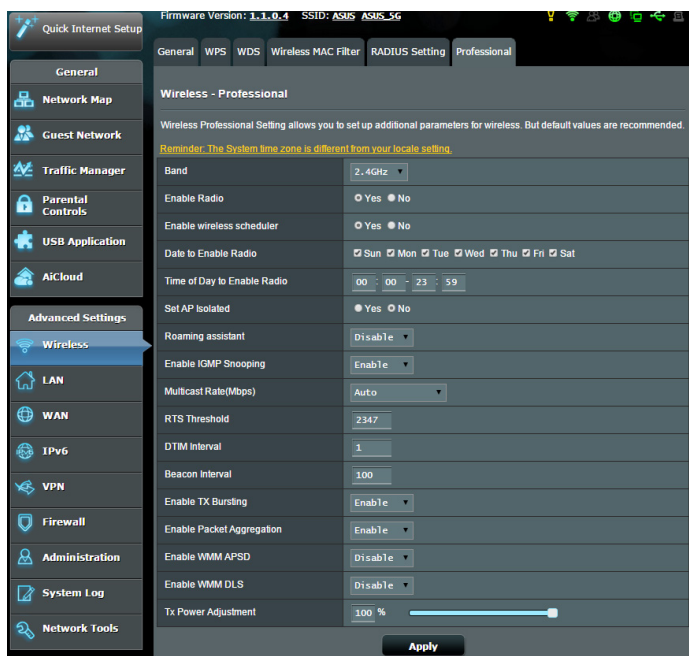 Quick Internet Setup
General
Network Map
Guest Network
Traffic Manager
Parental
Controls
USB Application
AiCloud
Advanced Settings
Wireless
LAN
WAN
IPv6
VPN
Firewall
Administration
System Log
Network Tools
Firmware Version: 1.1.0.4 SSID: ASUS ASUS_5G
General WPS WDS Wireless MAC Filter RADIUS Setting Professional
Wireless - Professional
Wireless Professional Setting allows you to set up additional parameters for wireless. But default values are recommended.
Reminder: The System time zone is different from your locale setting.
Band 2.4GHz
Enable Radio Yes No
Enable wireless scheduler Yes No
Date to Enable Radio Sun Mon Tue Wed Thu Fri Sat
Time of Day to Enable Radio 00 : 00 - 23 : 59
Set AP Isolated Yes No
Roaming assistant Disable
Enable IGMP Snooping Enable
Multicast Rate(Mbps) Auto
RTS Threshold 2347
DTIM Interval 1
Beacon Interval 100
Enable TX Bursting Enable
Enable Packet Aggregation Enable
Enable WMM APSD Disable
Enable WMM DLS Disable
Tx Power Adjustment 100 %
Apply